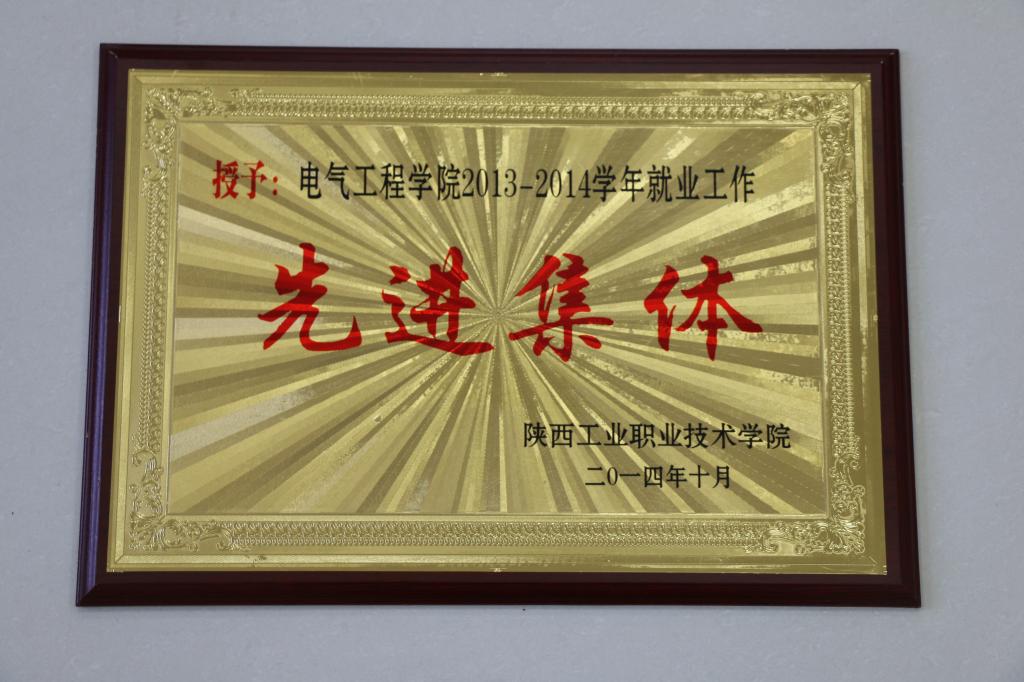 授予：电气工程学院2013-2014学年就业工作
先进集体
陕西工业职业技术学院
二0一四年十月